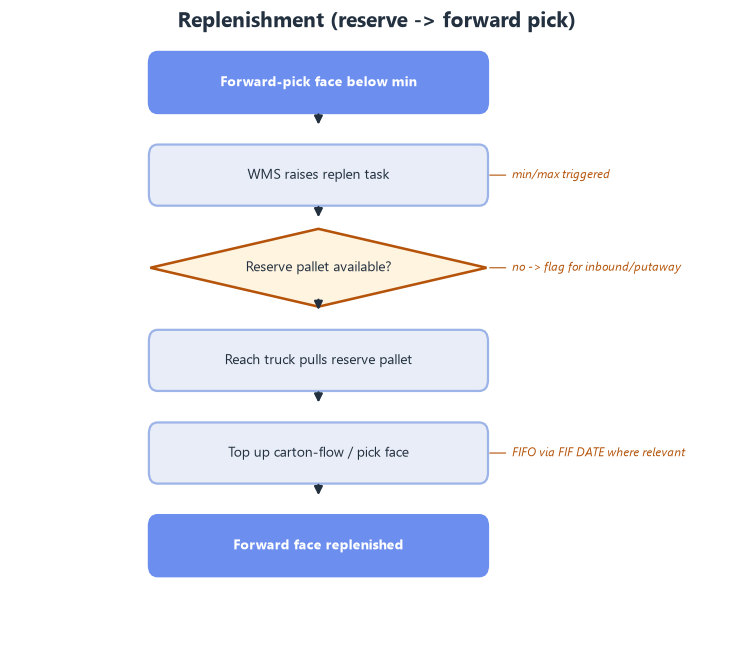 Replenishment (reserve -> forward pick)
Forward-pick face below min
WMS raises replen task
min/max triggered
Reserve pallet available?
no -> flag for inbound/putaway
Reach truck pulls reserve pallet
Top up carton-flow / pick face
FIFO via FIF DATE where relevant
Forward face replenished